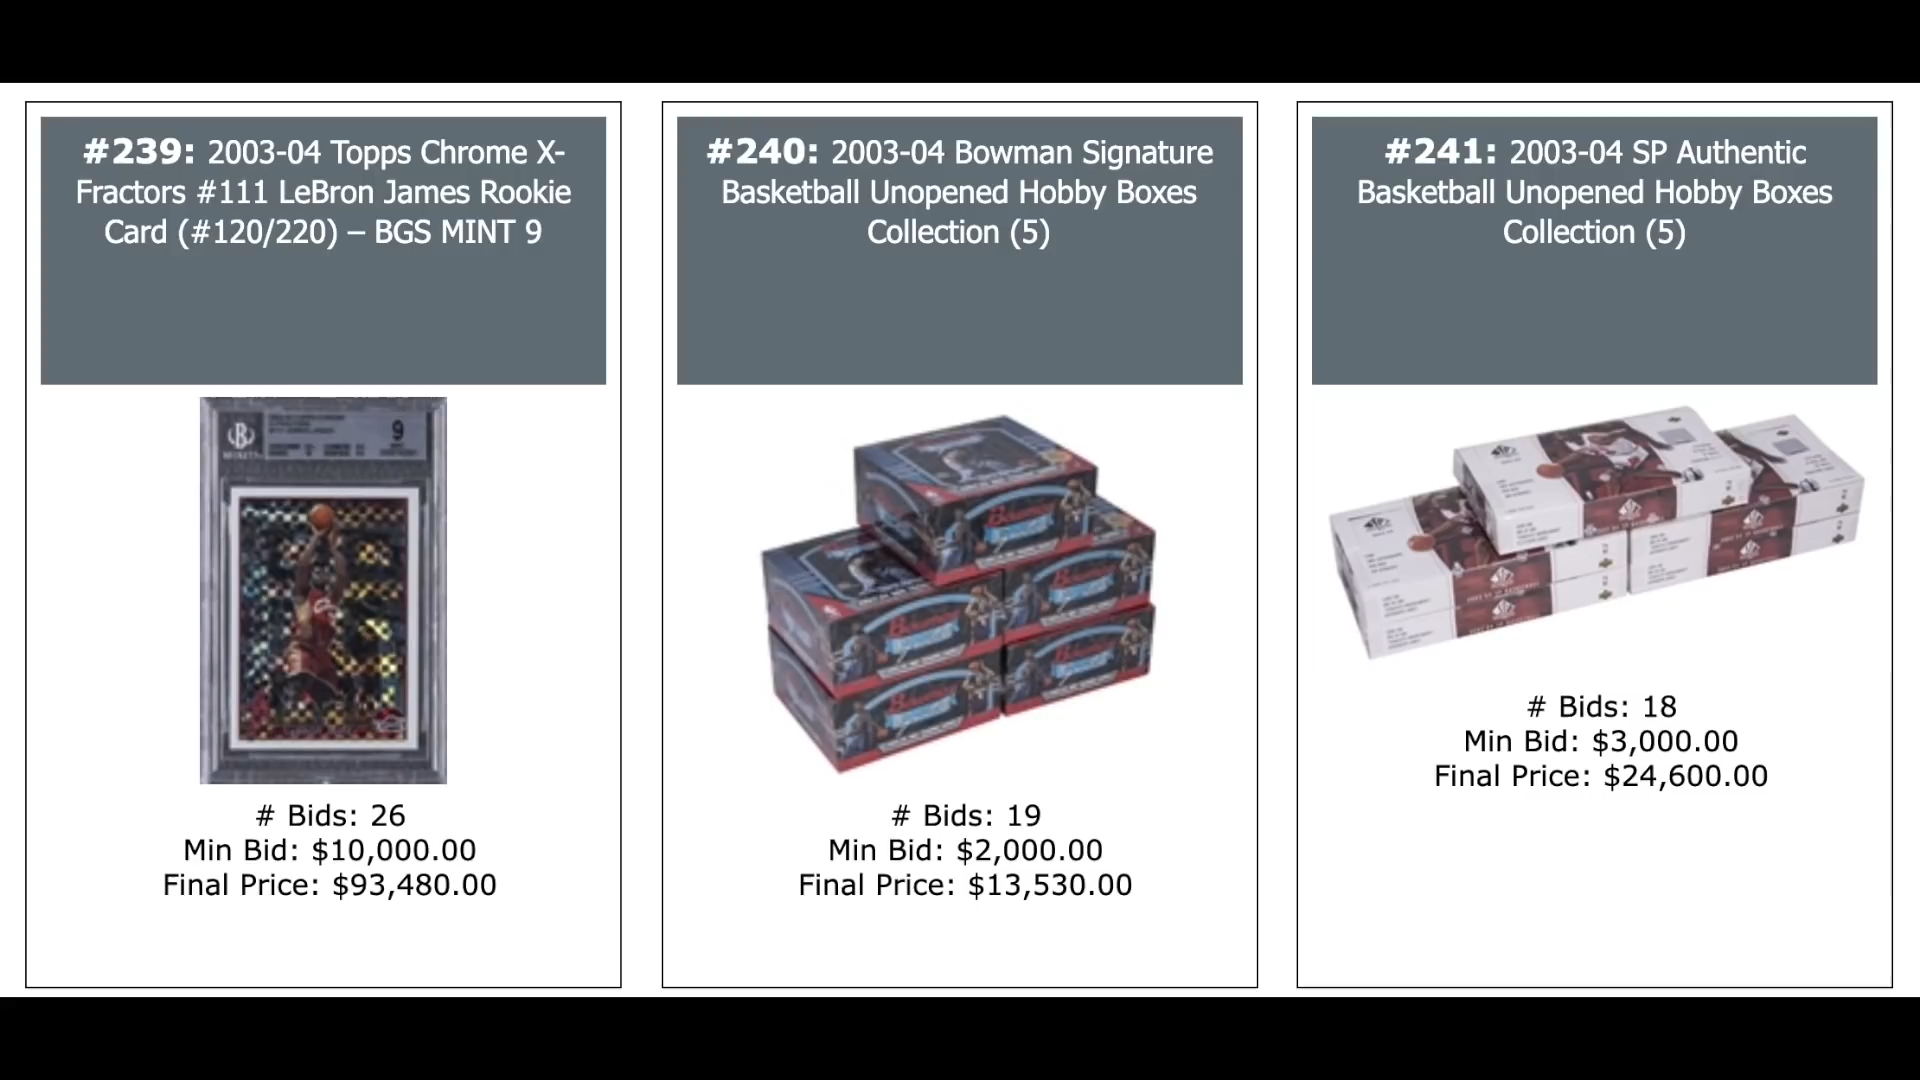 #239: 2003-04 Topps Chrome X-
Fractors #111 LeBron James Rookie
Card (#120/220) – BGS MINT 9
9
# Bids: 26
Min Bid: $10,000.00
Final Price: $93,480.00
#240: 2003-04 Bowman Signature
Basketball Unopened Hobby Boxes
Collection (5)
# Bids: 19
Min Bid: $2,000.00
Final Price: $13,530.00
#241: 2003-04 SP Authentic
Basketball Unopened Hobby Boxes
Collection (5)
# Bids: 18
Min Bid: $3,000.00
Final Price: $24,600.00